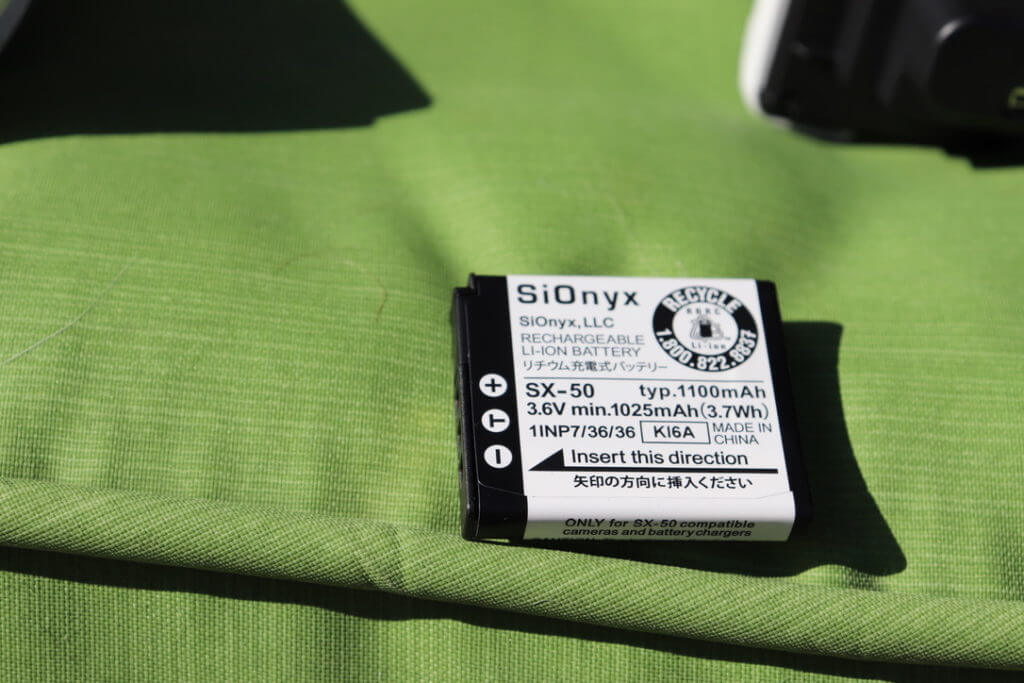 SiOnyx
SiOnyx, LLC
RECHARGEABLE
LI-ION BATTERY
リチウム充電式バッテリー
RECYCLE
RBRC
Li-ion
1.800.822.8837
SX-50 typ.1100mAh
3.6V min.1025mAh(3.7Wh)
1INP7/36/36 KI6A MADE IN CHINA
Insert this direction
矢印の方向に挿入ください
+
T
−
ONLY for SX-50 compatible
cameras and battery chargers